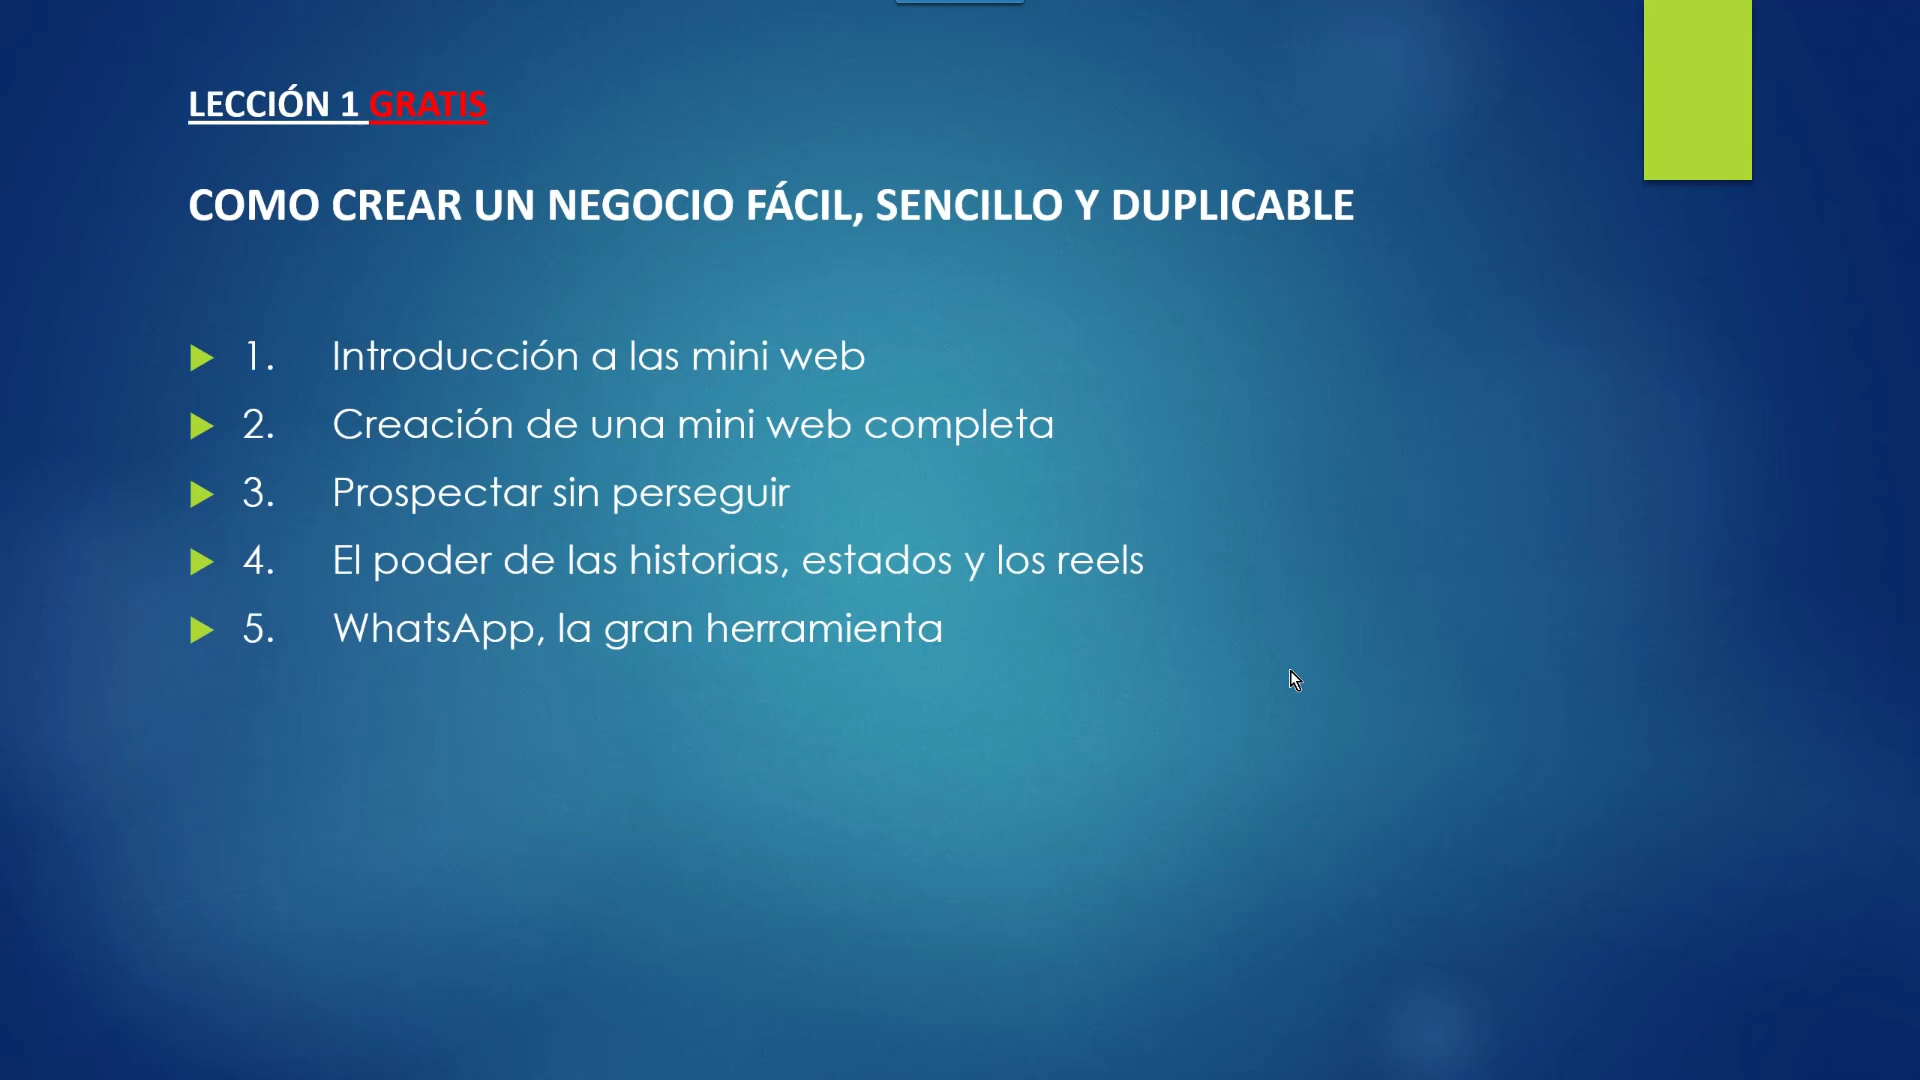 LECCIÓN 1 GRATIS
COMO CREAR UN NEGOCIO FÁCIL, SENCILLO Y DUPLICABLE
1. Introducción a las mini web
2. Creación de una mini web completa
3. Prospectar sin perseguir
4. El poder de las historias, estados y los reels
5. WhatsApp, la gran herramienta